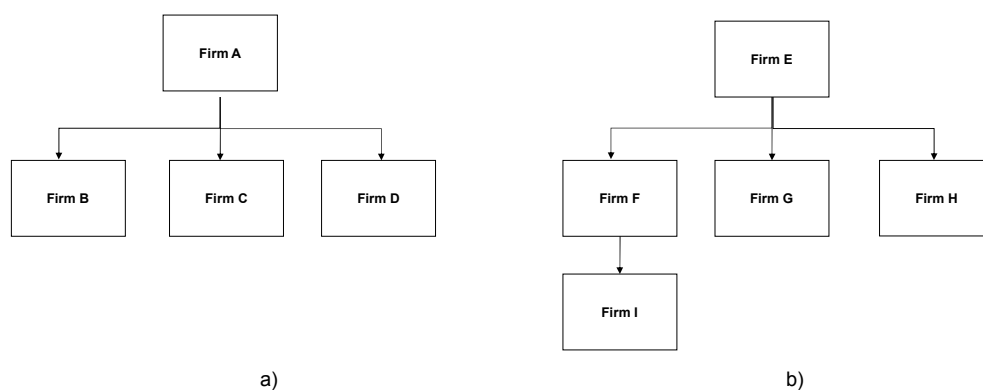 Firm A
Firm E
Firm B
Firm C
Firm D
Firm F
Firm G
Firm H
Firm I
a)
b)